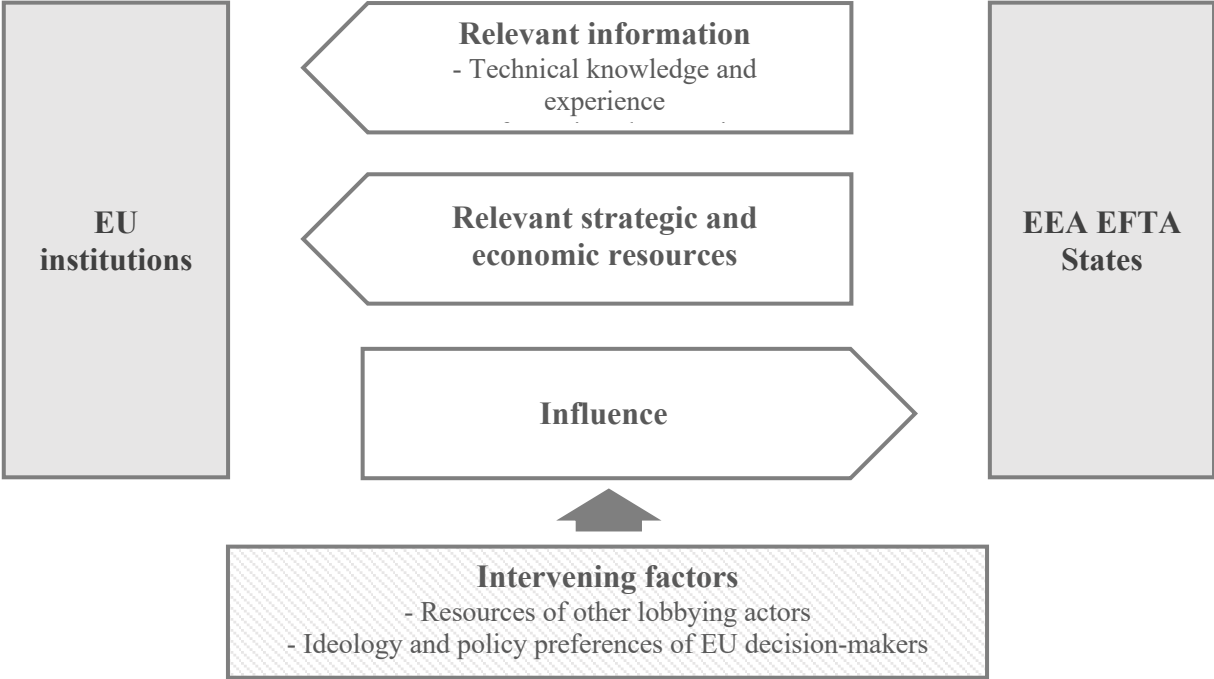 Relevant information
- Technical knowledge and
experience
EU
institutions
Relevant strategic and
economic resources
EEA EFTA
States
Influence
Intervening factors
- Resources of other lobbying actors
- Ideology and policy preferences of EU decision-makers